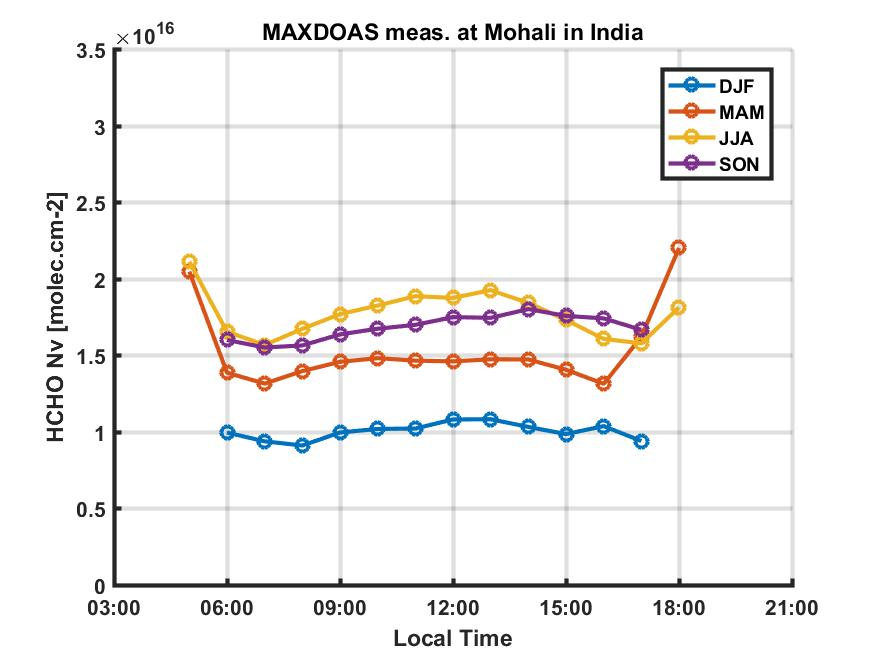 MAXDOAS meas. at Mohali in India
×10^16
3.5
3
2.5
2
1.5
1
0.5
0
HCHO Nv [molec.cm-2]
DJF
MAM
JJA
SON
03:00 06:00 09:00 12:00 15:00 18:00 21:00
Local Time